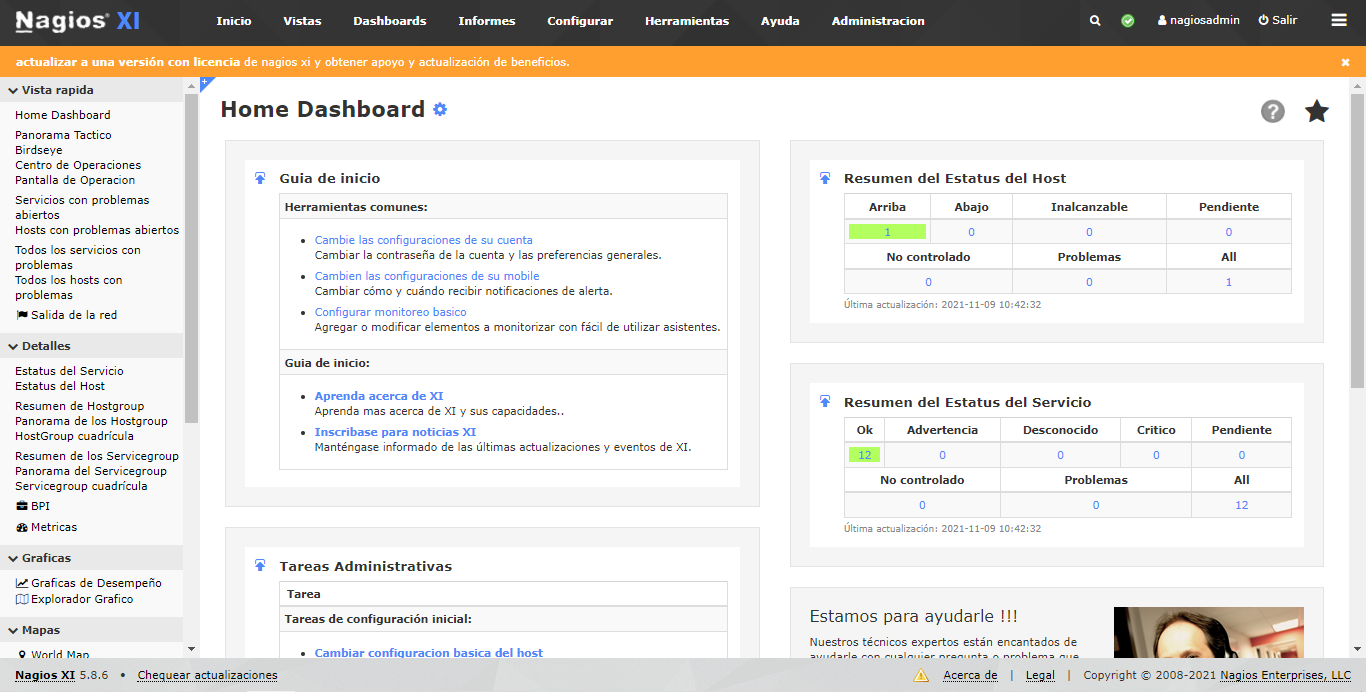 Nagios® XI
Inicio Vistas Dashboards Informes Configurar Herramientas Ayuda Administracion
nagiosadmin Salir
actualizar a una versión con licencia de nagios xi y obtener apoyo y actualización de beneficios.
Vista rapida
Home Dashboard
Panorama Tactico
Birdseye
Centro de Operaciones
Pantalla de Operacion
Servicios con problemas
abiertos
Hosts con problemas abiertos
Todos los servicios con
problemas
Todos los hosts con
problemas
Salida de la red
Detalles
Estatus del Servicio
Estatus del Host
Resumen de Hostgroup
Panorama de los Hostgroup
HostGroup cuadrícula
Resumen de los Servicegroup
Panorama del Servicegroup
Servicegroup cuadrícula
BPI
Metricas
Graficas
Graficas de Desempeño
Explorador Grafico
Mapas
World Map
Home Dashboard
Guia de inicio
Herramientas comunes:
Cambie las configuraciones de su cuenta
Cambiar la contraseña de la cuenta y las preferencias generales.
Cambien las configuraciones de su mobile
Cambiar cómo y cuándo recibir notificaciones de alerta.
Configurar monitoreo basico
Agregar o modificar elementos a monitorizar con fácil de utilizar asistentes.
Guia de inicio:
Aprenda acerca de XI
Aprenda mas acerca de XI y sus capacidades..
Inscribase para noticias XI
Manténgase informado de las últimas actualizaciones y eventos de XI.
Tareas Administrativas
Tarea
Tareas de configuración inicial:
Cambiar configuracion basica del host
Resumen del Estatus del Host
Arriba Abajo Inalcanzable Pendiente
1 0 0 0
No controlado Problemas All
0 0 1
Última actualización: 2021-11-09 10:42:32
Resumen del Estatus del Servicio
Ok Advertencia Desconocido Critico Pendiente
12 0 0 0 0
No controlado Problemas All
0 0 12
Última actualización: 2021-11-09 10:42:32
Estamos para ayudarle !!!
Nuestros técnicos expertos están encantados de
ayudarle con cualquier pregunta o problema que
Nagios XI 5.8.6 • Chequear actualizaciones
Acerca de | Legal | Copyright © 2008-2021 Nagios Enterprises, LLC